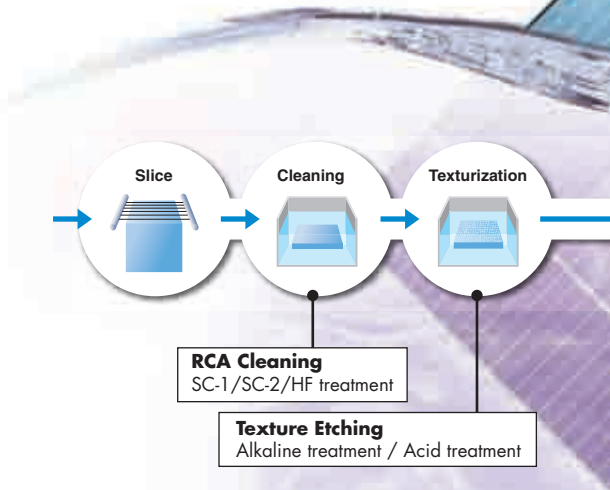 Slice
Cleaning
Texturization
RCA Cleaning
SC-1/SC-2/HF treatment
Texture Etching
Alkaline treatment / Acid treatment